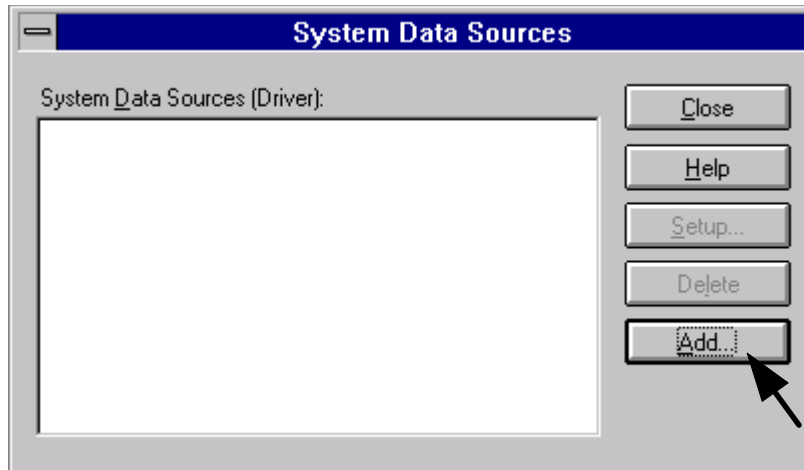 System Data Sources
System Data Sources (Driver):
Close
Help
Setup...
Delete
Add...